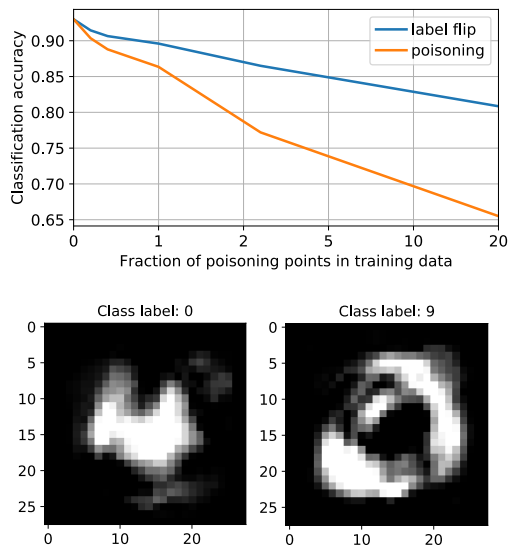 Classification accuracy
0.90
0.85
0.80
0.75
0.70
0.65
label flip
poisoning
0 1 2 5 10 20
Fraction of poisoning points in training data
Class label: 0
0
5
10
15
20
25
0 10 20
Class label: 9
0
5
10
15
20
25
0 10 20